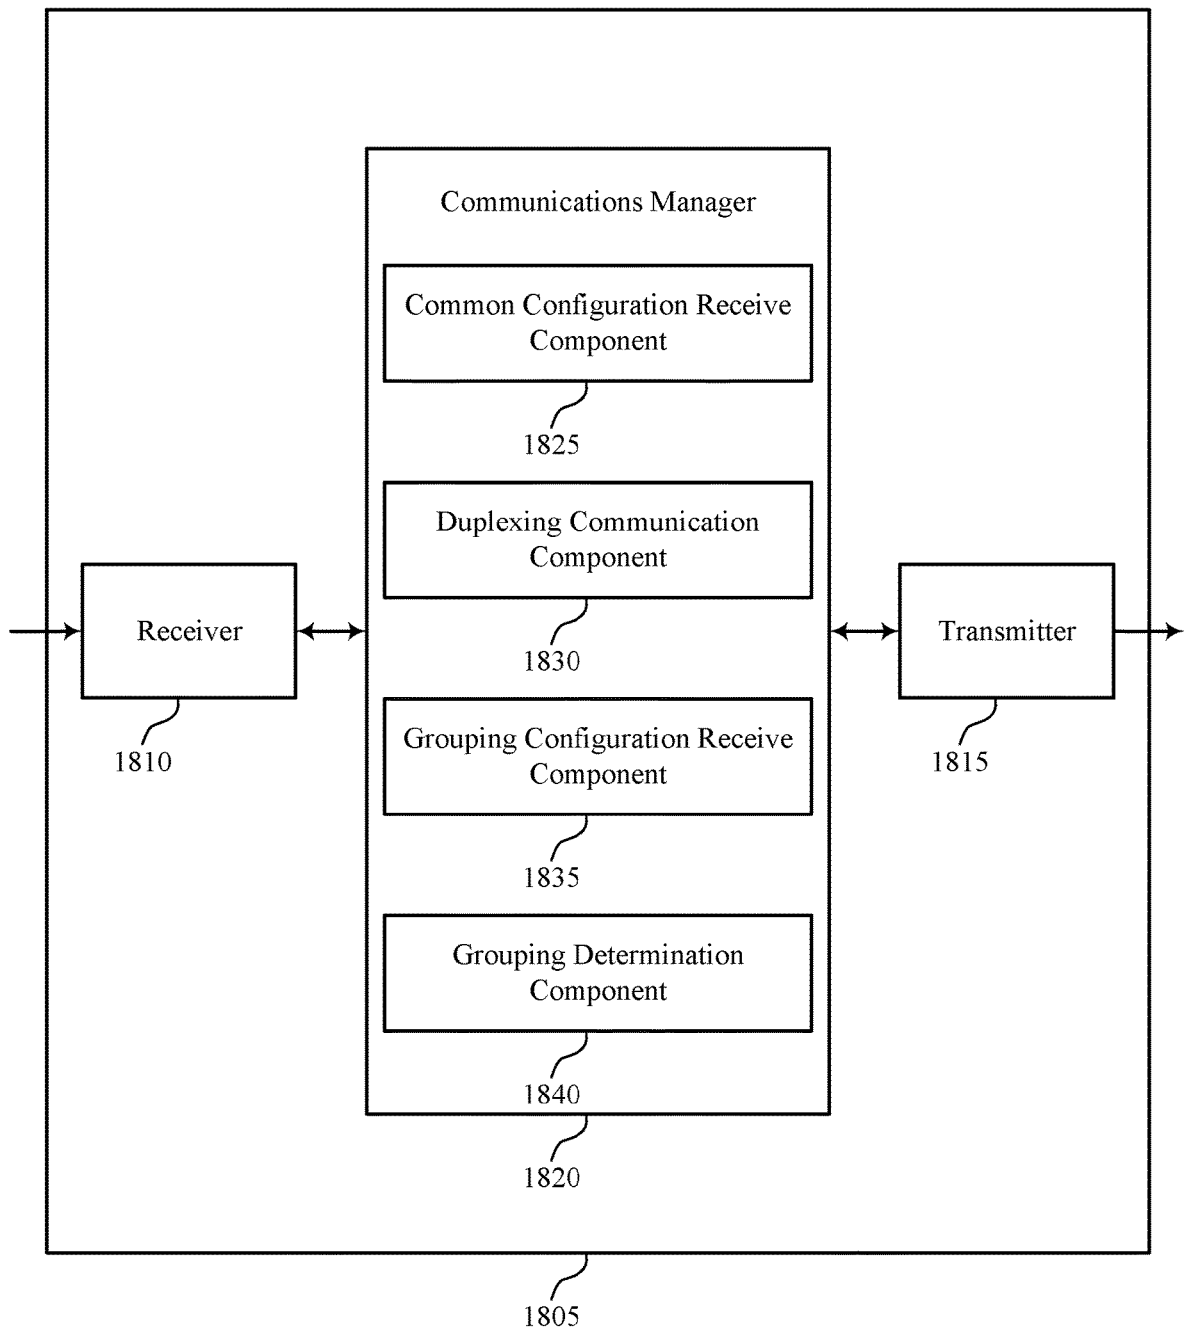 Communications Manager
Common Configuration Receive
Component
1825
Duplexing Communication
Component
1830
Receiver
1810
Transmitter
1815
Grouping Configuration Receive
Component
1835
Grouping Determination
Component
1840
1820
1805